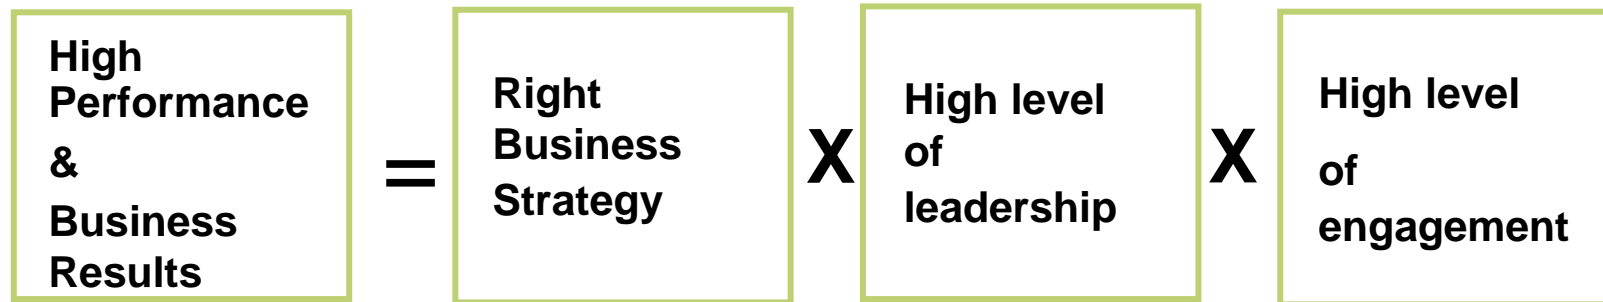 High
Performance
&
Business
Results
=
Right
Business
Strategy
X
High level
of
leadership
X
High level
of
engagement